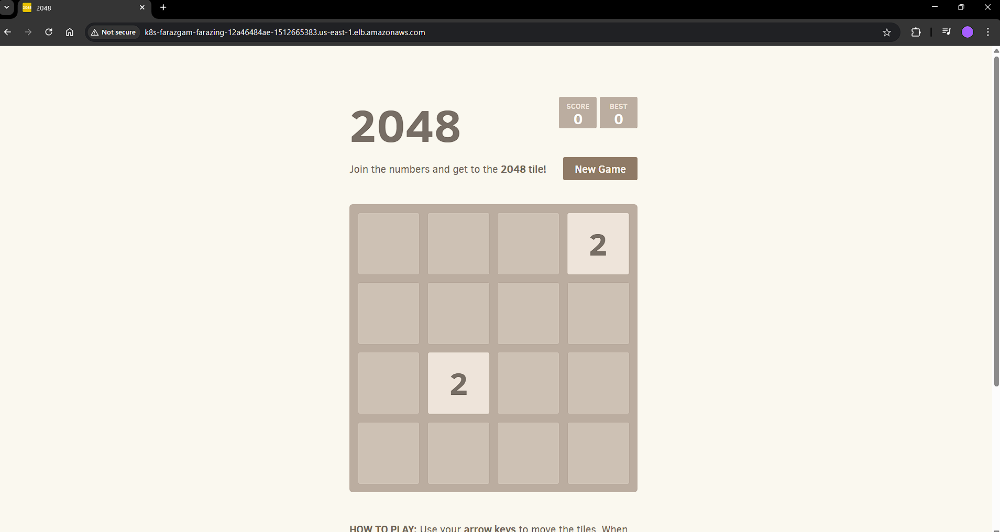 2048
Not secure k8s-farazgam-farazing-12a46484ae-1512665383.us-east-1.elb.amazonaws.com
2048
SCORE
0
BEST
0
Join the numbers and get to the 2048 tile!
New Game
2
2
HOW TO PLAY: Use your arrow keys to move the tiles. When